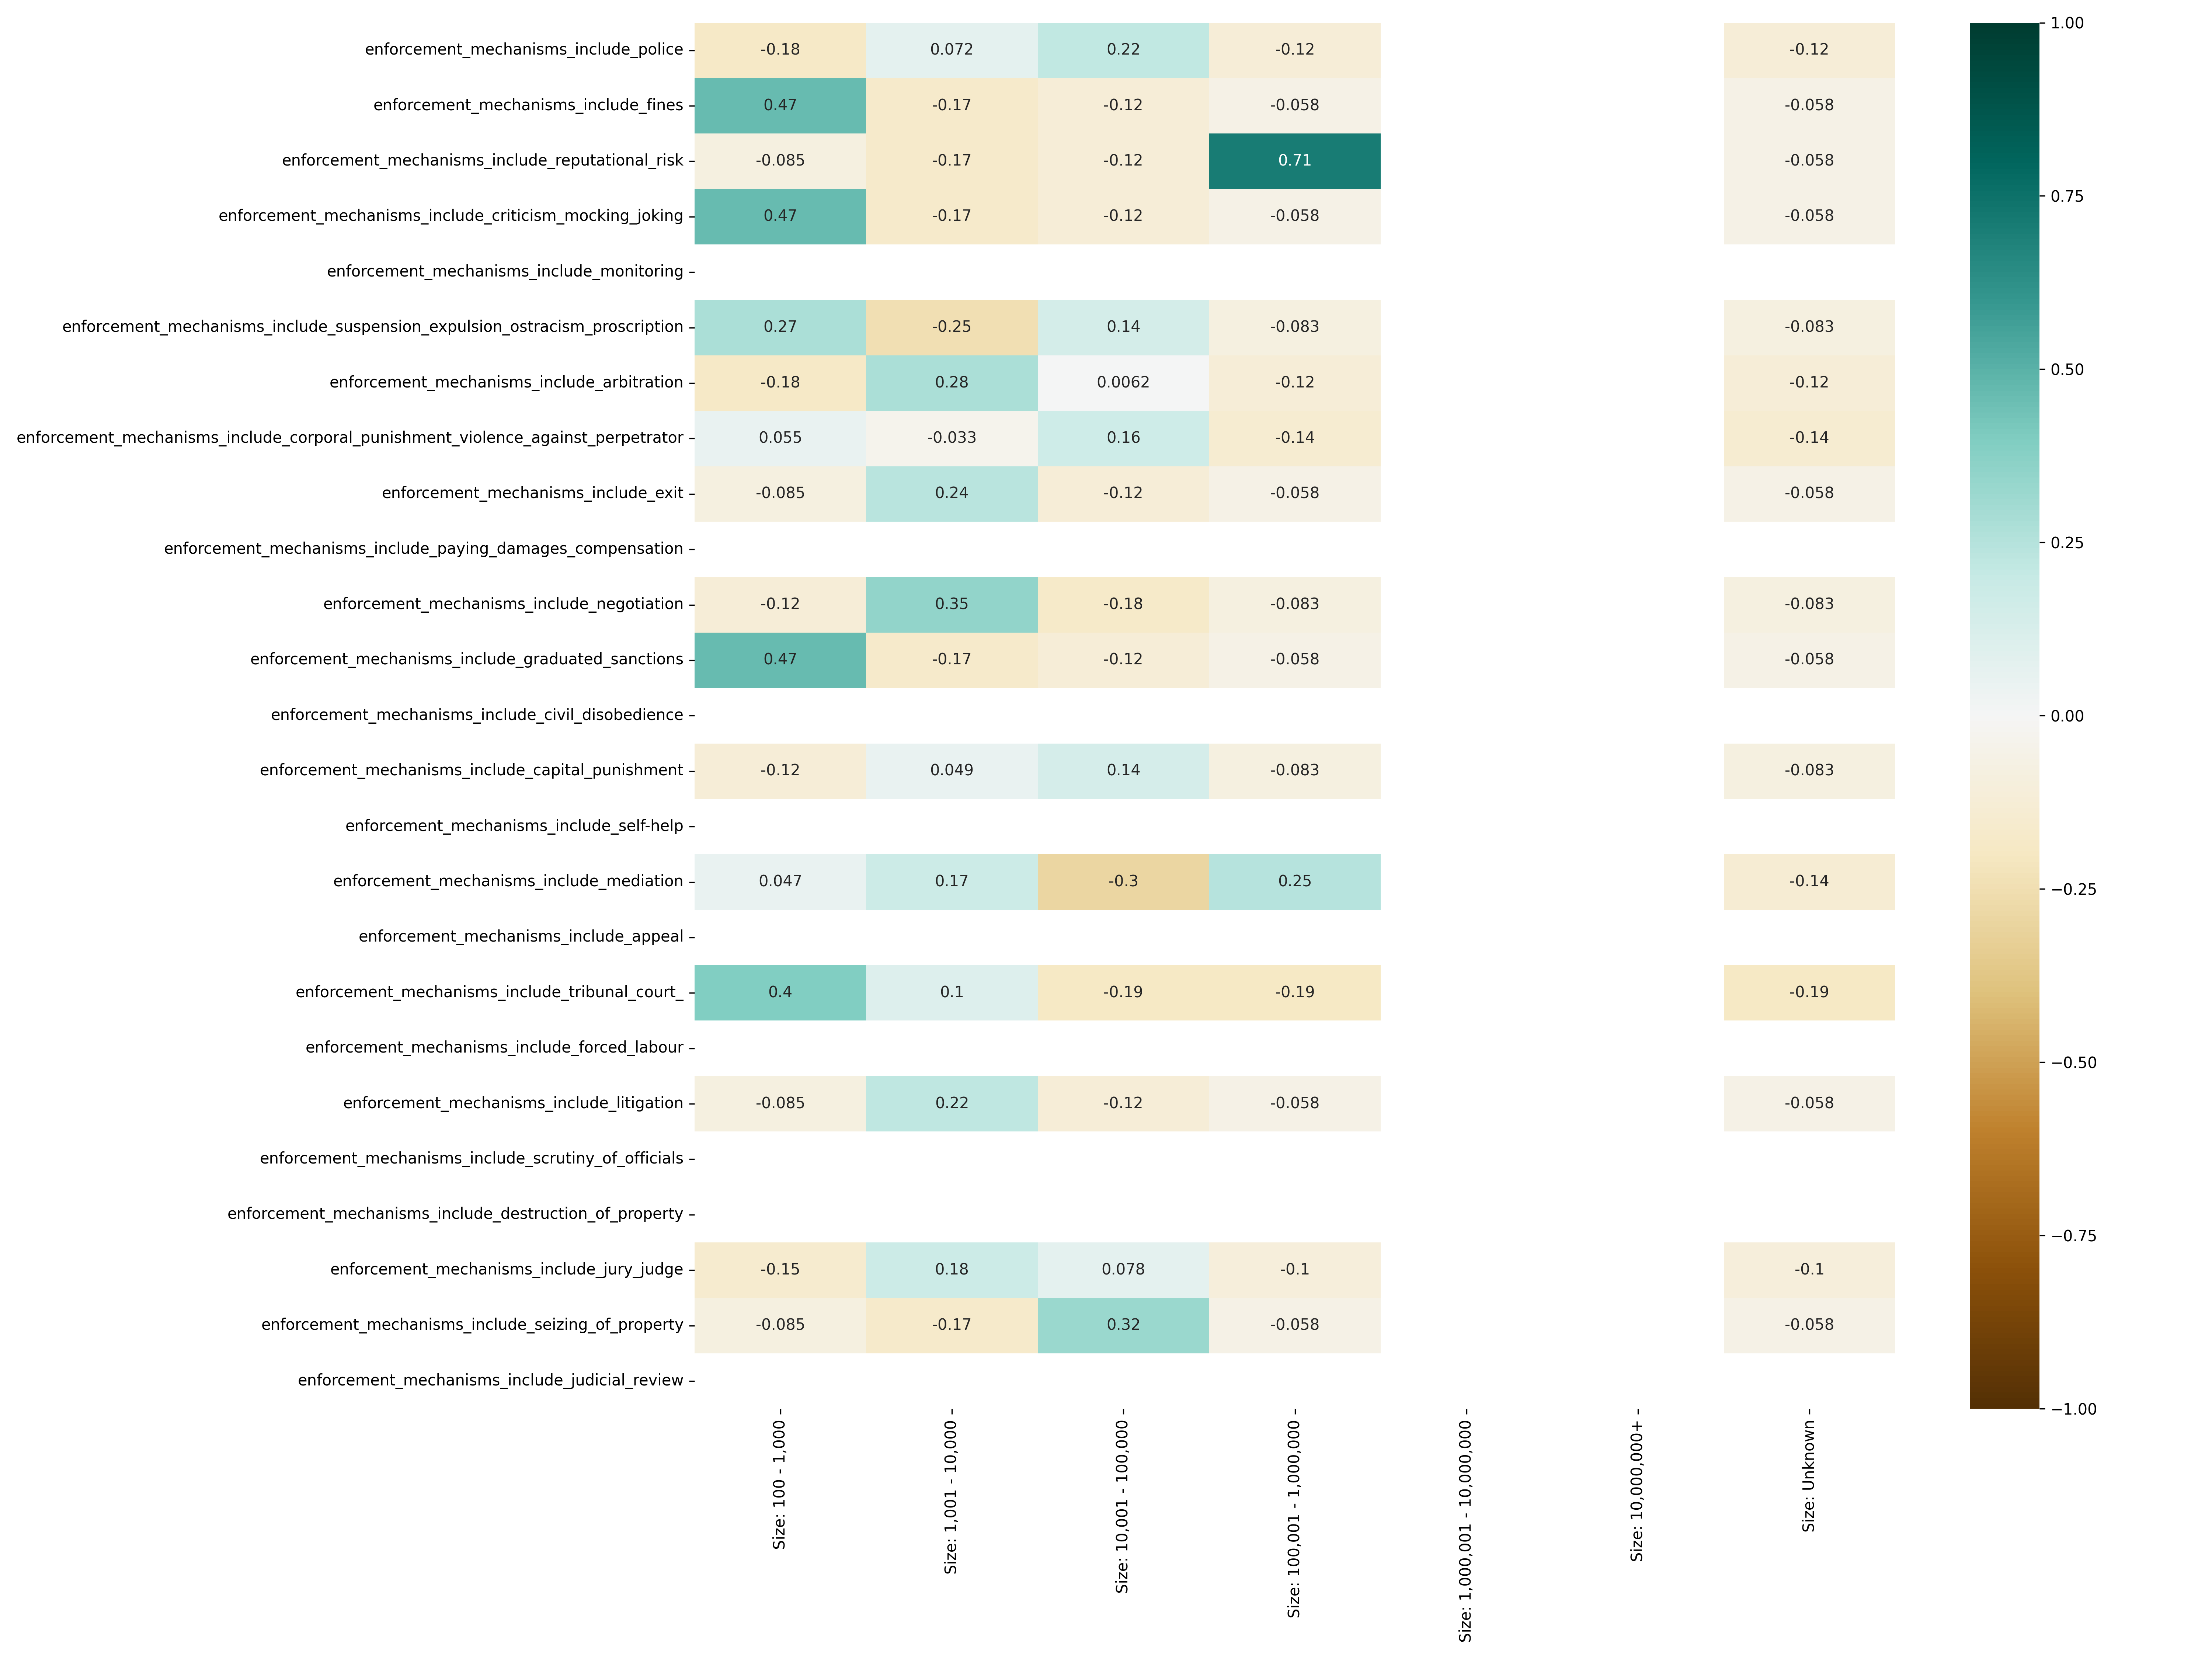 enforcement_mechanisms_include_police -0.18 0.072 0.22 -0.12 -0.12
enforcement_mechanisms_include_fines 0.47 -0.17 -0.12 -0.058 -0.058
enforcement_mechanisms_include_reputational_risk -0.085 -0.17 -0.12 0.71 -0.058
enforcement_mechanisms_include_criticism_mocking_joking 0.47 -0.17 -0.12 -0.058 -0.058
enforcement_mechanisms_include_monitoring
enforcement_mechanisms_include_suspension_expulsion_ostracism_proscription 0.27 -0.25 0.14 -0.083 -0.083
enforcement_mechanisms_include_arbitration -0.18 0.28 0.0062 -0.12 -0.12
enforcement_mechanisms_include_corporal_punishment_violence_against_perpetrator 0.055 -0.033 0.16 -0.14 -0.14
enforcement_mechanisms_include_exit -0.085 0.24 -0.12 -0.058 -0.058
enforcement_mechanisms_include_paying_damages_compensation
enforcement_mechanisms_include_negotiation -0.12 0.35 -0.18 -0.083 -0.083
enforcement_mechanisms_include_graduated_sanctions 0.47 -0.17 -0.12 -0.058 -0.058
enforcement_mechanisms_include_civil_disobedience
enforcement_mechanisms_include_capital_punishment -0.12 0.049 0.14 -0.083 -0.083
enforcement_mechanisms_include_self-help
enforcement_mechanisms_include_mediation 0.047 0.17 -0.3 0.25 -0.14
enforcement_mechanisms_include_appeal
enforcement_mechanisms_include_tribunal_court_ 0.4 0.1 -0.19 -0.19 -0.19
enforcement_mechanisms_include_forced_labour
enforcement_mechanisms_include_litigation -0.085 0.22 -0.12 -0.058 -0.058
enforcement_mechanisms_include_scrutiny_of_officials
enforcement_mechanisms_include_destruction_of_property
enforcement_mechanisms_include_jury_judge -0.15 0.18 0.078 -0.1 -0.1
enforcement_mechanisms_include_seizing_of_property -0.085 -0.17 0.32 -0.058 -0.058
enforcement_mechanisms_include_judicial_review
Size: 100 - 1,000
Size: 1,001 - 10,000
Size: 10,001 - 100,000
Size: 100,001 - 1,000,000
Size: 1,000,001 - 10,000,000
Size: 10,000,000+
Size: Unknown
1.00
0.75
0.50
0.25
0.00
−0.25
−0.50
−0.75
−1.00